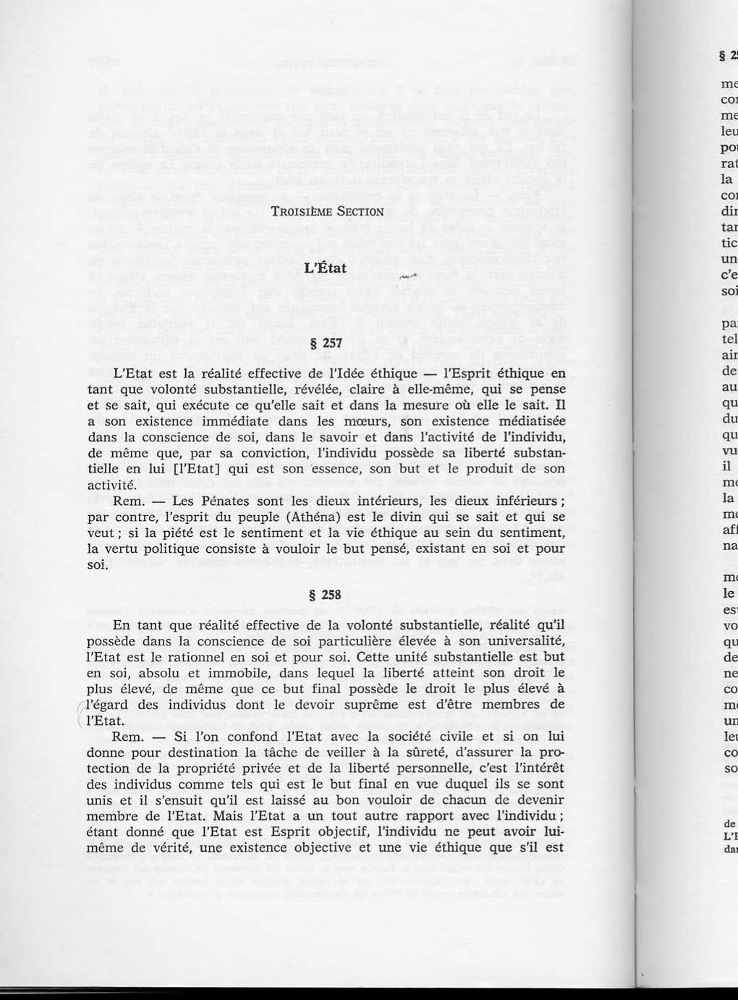 TROISIÈME SECTION
L'État
§ 257
L'Etat est la réalité effective de l'Idée éthique — l'Esprit éthique en
tant que volonté substantielle, révélée, claire à elle-même, qui se pense
et se sait, qui exécute ce qu'elle sait et dans la mesure où elle le sait. Il
a son existence immédiate dans les mœurs, son existence médiatisée
dans la conscience de soi, dans le savoir et dans l'activité de l'individu,
de même que, par sa conviction, l'individu possède sa liberté substan-
tielle en lui [l'Etat] qui est son essence, son but et le produit de son
activité.
Rem. — Les Pénates sont les dieux intérieurs, les dieux inférieurs ;
par contre, l'esprit du peuple (Athéna) est le divin qui se sait et qui se
veut ; si la piété est le sentiment et la vie éthique au sein du sentiment,
la vertu politique consiste à vouloir le but pensé, existant en soi et pour
soi.
§ 258
En tant que réalité effective de la volonté substantielle, réalité qu'il
possède dans la conscience de soi particulière élevée à son universalité,
l'Etat est le rationnel en soi et pour soi. Cette unité substantielle est but
en soi, absolu et immobile, dans lequel la liberté atteint son droit le
plus élevé, de même que ce but final possède le droit le plus élevé à
l'égard des individus dont le devoir suprême est d'être membres de
l'Etat.
Rem. — Si l'on confond l'Etat avec la société civile et si on lui
donne pour destination la tâche de veiller à la sûreté, d'assurer la pro-
tection de la propriété privée et de la liberté personnelle, c'est l'intérêt
des individus comme tels qui est le but final en vue duquel ils se sont
unis et il s'ensuit qu'il est laissé au bon vouloir de chacun de devenir
membre de l'Etat. Mais l'Etat a un tout autre rapport avec l'individu ;
étant donné que l'Etat est Esprit objectif, l'individu ne peut avoir lui-
même de vérité, une existence objective et une vie éthique que s'il est